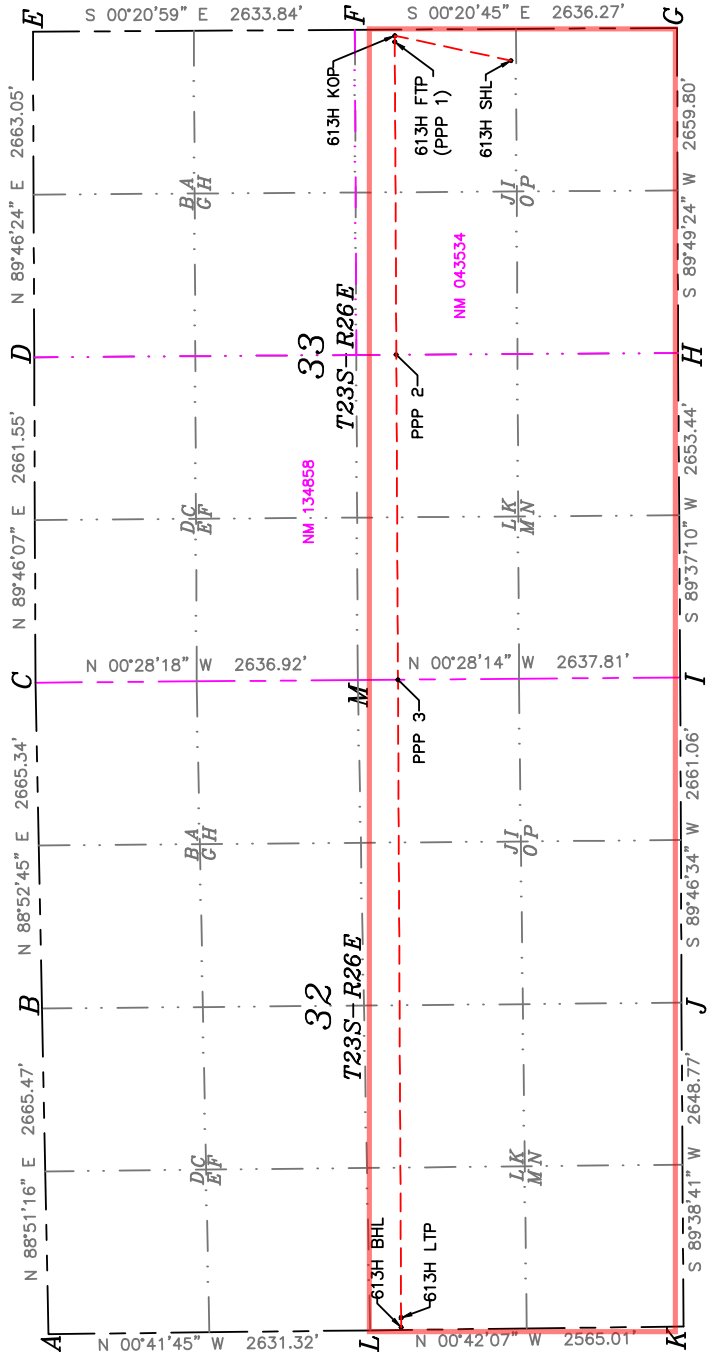 E
S 00°20'59" E 2633.84'
F
S 00°20'45" E 2636.27'
G
N 89°46'24" E 2663.05'
613H KOP
613H FTP
(PPP 1)
613H SHL
S 89°49'24" W 2659.80'
B A
G H
J I
O P
NM 043534
D
33
T23S-R26E
PPP 2
H
N 89°46'07" E 2661.55'
D C
E F
NM 134858
L K
M N
S 89°37'10" W 2653.44'
C
N 00°28'18" W 2636.92'
M
N 00°28'14" W 2637.81'
I
PPP 3
N 88°52'45" E 2665.34'
B A
G H
J I
O P
S 89°46'34" W 2661.06'
B
32
T23S-R26E
J
N 88°51'16" E 2665.47'
D C
E F
L K
M N
S 89°38'41" W 2648.77'
613H BHL
613H LTP
A
N 00°41'45" W 2631.32'
L
N 00°42'07" W 2565.01'
K